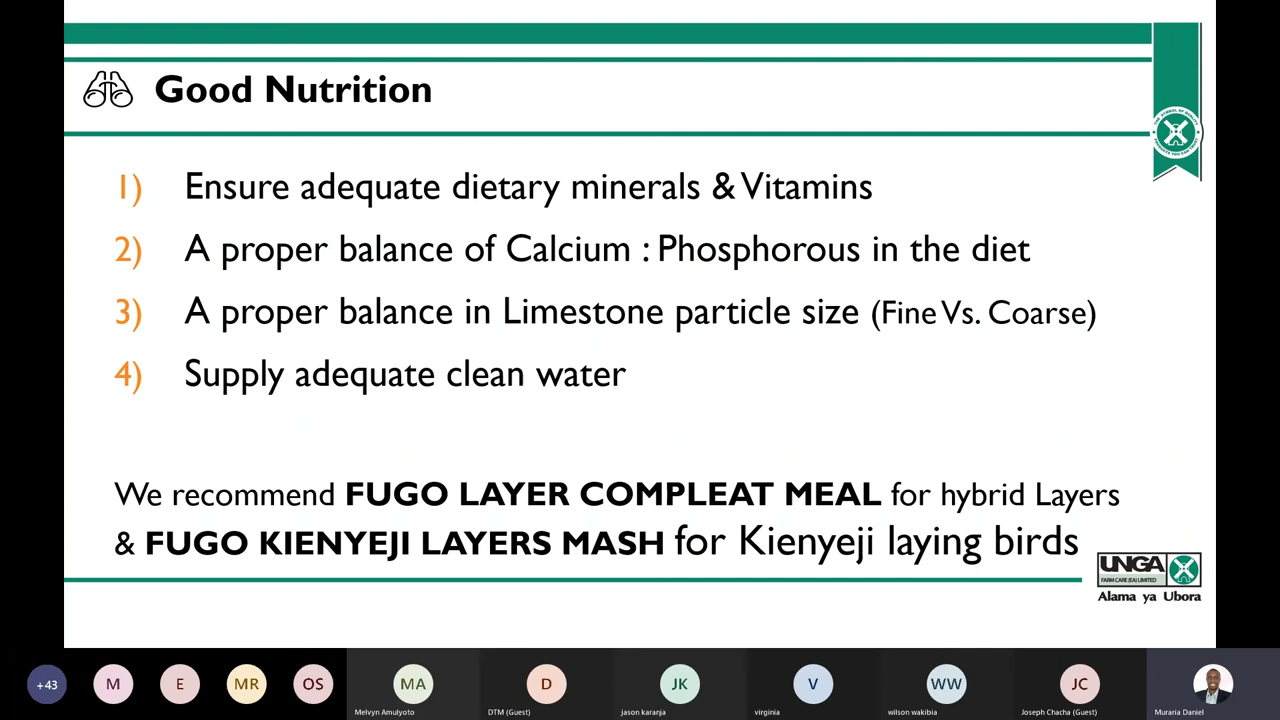 Good Nutrition
1) Ensure adequate dietary minerals & Vitamins
2) A proper balance of Calcium : Phosphorous in the diet
3) A proper balance in Limestone particle size (Fine Vs. Coarse)
4) Supply adequate clean water
We recommend FUGO LAYER COMPLEAT MEAL for hybrid Layers
& FUGO KIENYEJI LAYERS MASH for Kienyeji laying birds
UNGA
FARM CARE (EA) LIMITED
Alama ya Ubora
+43 M E MR OS MA D JK V WW JC
Melvyn Amulyoto DTM (Guest) jason karanja virginia wilson wakibia Joseph Chacha (Guest) Muraria Daniel